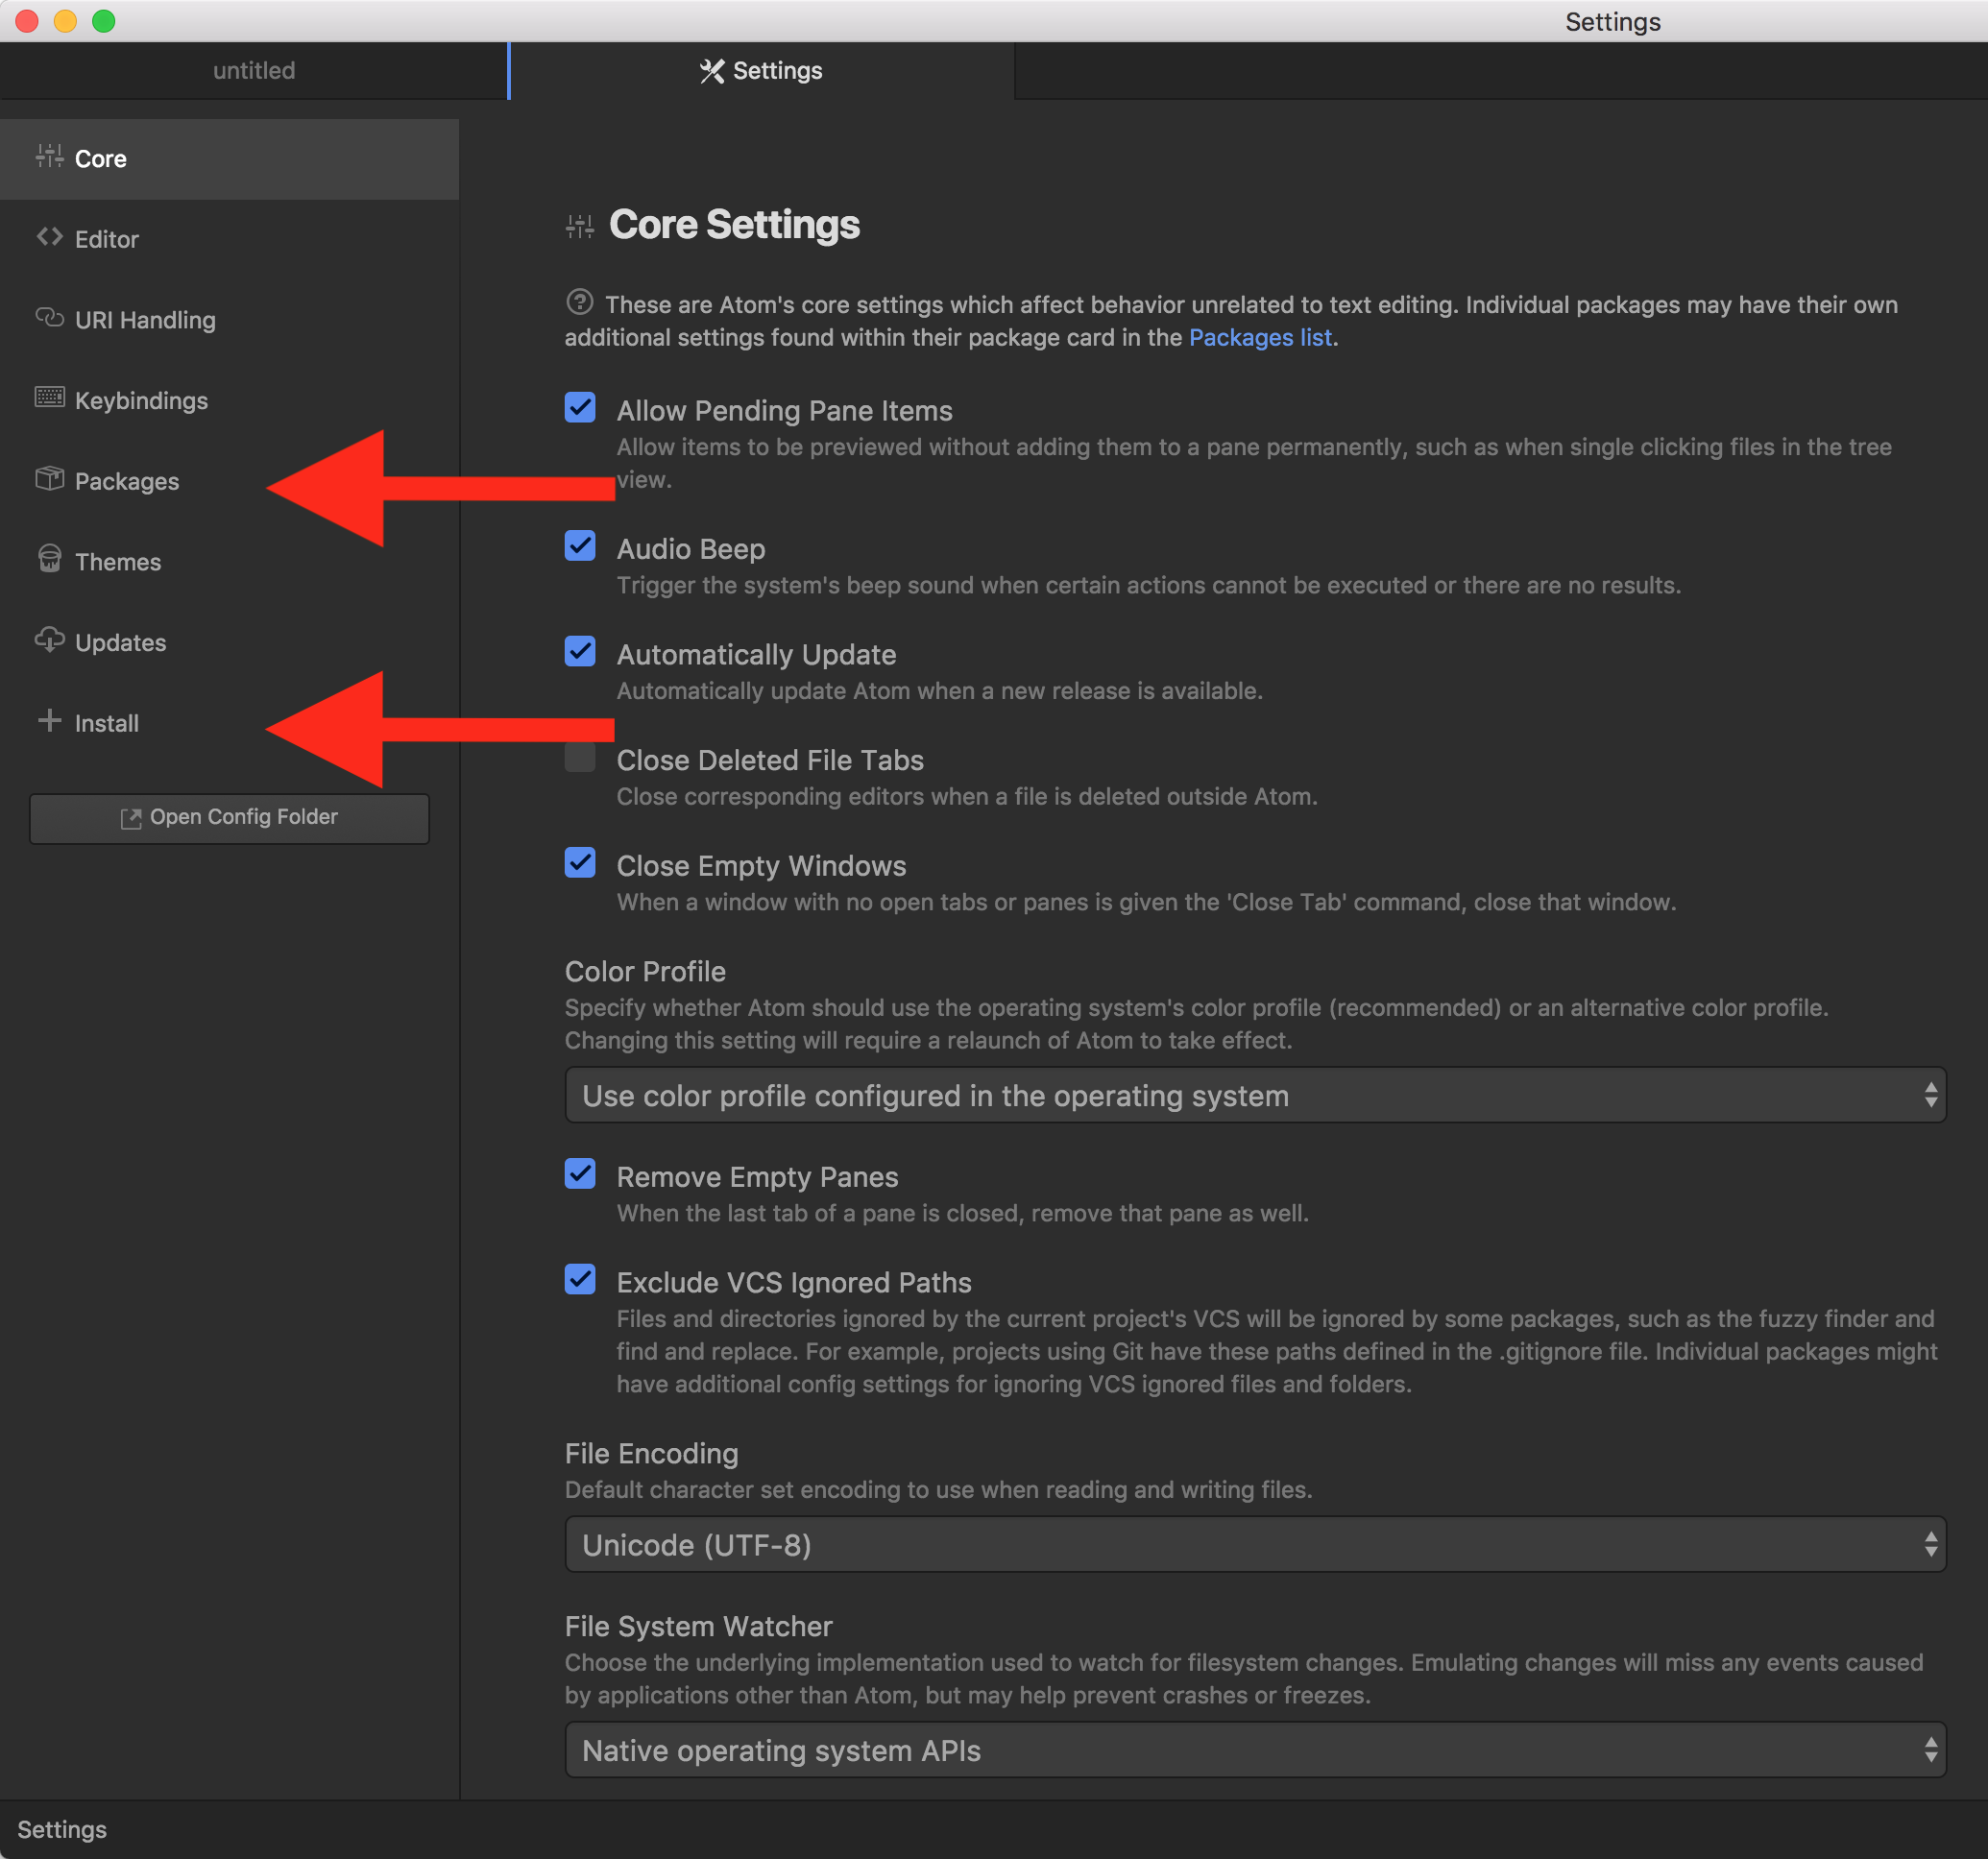 Settings
untitled
Settings
Core
Editor
URI Handling
Keybindings
Packages
Themes
Updates
Install
Open Config Folder
Core Settings
These are Atom's core settings which affect behavior unrelated to text editing. Individual packages may have their own
additional settings found within their package card in the Packages list.
Allow Pending Pane Items
Allow items to be previewed without adding them to a pane permanently, such as when single clicking files in the tree
view.
Audio Beep
Trigger the system's beep sound when certain actions cannot be executed or there are no results.
Automatically Update
Automatically update Atom when a new release is available.
Close Deleted File Tabs
Close corresponding editors when a file is deleted outside Atom.
Close Empty Windows
When a window with no open tabs or panes is given the 'Close Tab' command, close that window.
Color Profile
Specify whether Atom should use the operating system's color profile (recommended) or an alternative color profile.
Changing this setting will require a relaunch of Atom to take effect.
Use color profile configured in the operating system
Remove Empty Panes
When the last tab of a pane is closed, remove that pane as well.
Exclude VCS Ignored Paths
Files and directories ignored by the current project's VCS will be ignored by some packages, such as the fuzzy finder and
find and replace. For example, projects using Git have these paths defined in the .gitignore file. Individual packages might
have additional config settings for ignoring VCS ignored files and folders.
File Encoding
Default character set encoding to use when reading and writing files.
Unicode (UTF-8)
File System Watcher
Choose the underlying implementation used to watch for filesystem changes. Emulating changes will miss any events caused
by applications other than Atom, but may help prevent crashes or freezes.
Native operating system APIs
Settings